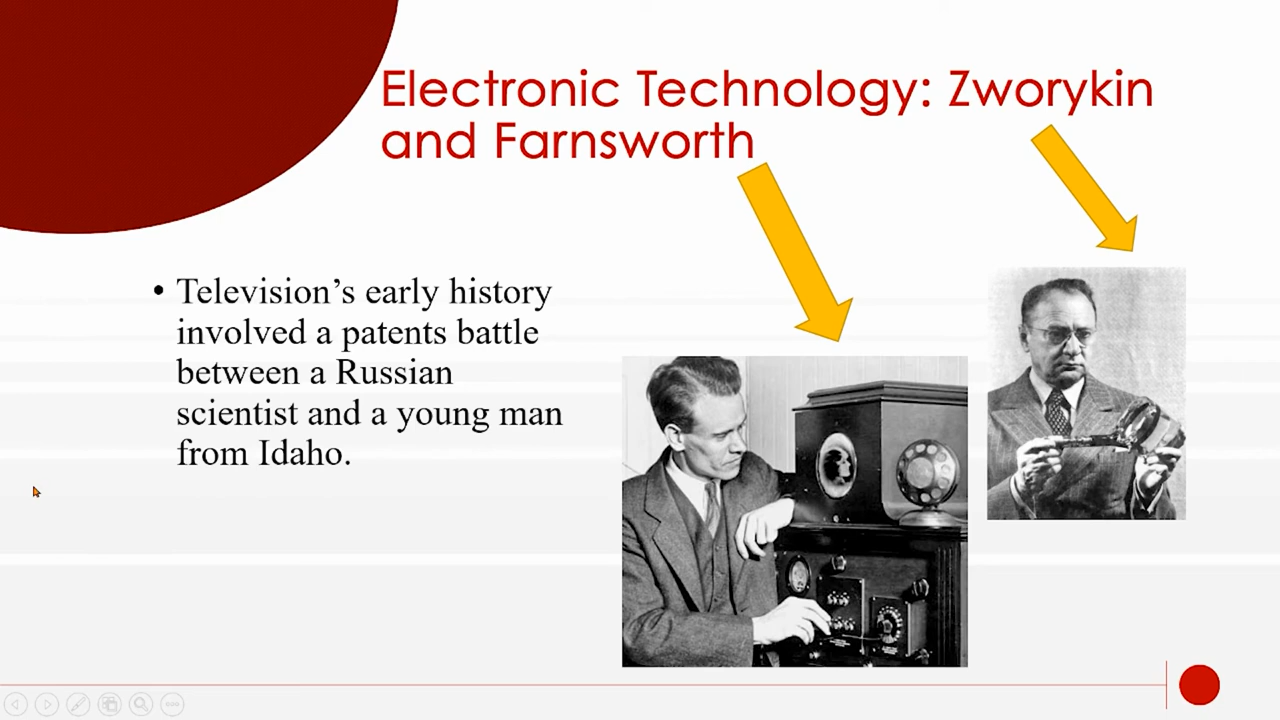 Electronic Technology: Zworykin
and Farnsworth
• Television’s early history
involved a patents battle
between a Russian
scientist and a young man
from Idaho.